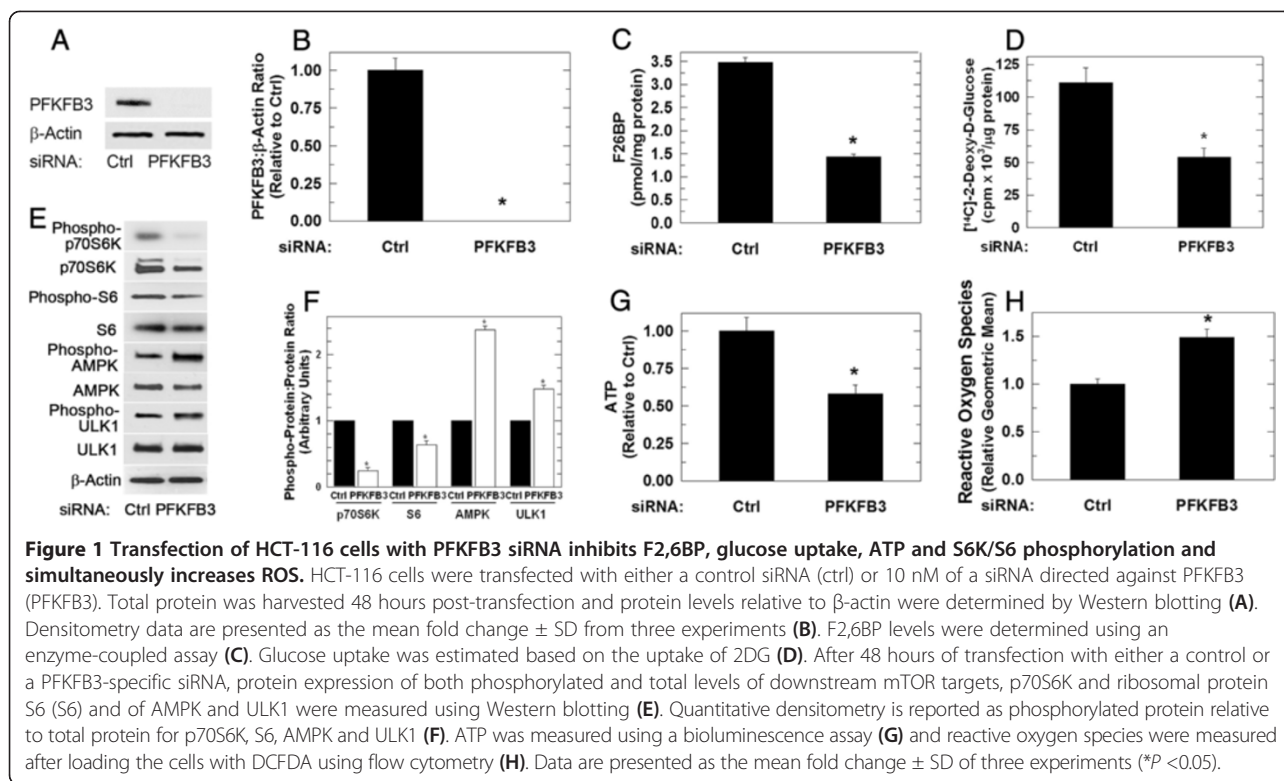 A
PFKFB3
β-Actin
siRNA: Ctrl PFKFB3
B
PFKFB3:β-Actin Ratio
(Relative to Ctrl)
1.00
0.75
0.50
0.25
0.00
*
siRNA: Ctrl PFKFB3
C
F26BP
(pmol/mg protein)
3.5
3.0
2.5
2.0
1.5
1.0
0.5
0.0
*
siRNA: Ctrl PFKFB3
D
[¹⁴C]-2-Deoxy-D-Glucose
(cpm x 10³/µg protein)
125
100
75
50
25
0
*
siRNA: Ctrl PFKFB3
E
Phospho-
p70S6K
p70S6K
Phospho-S6
S6
Phospho-
AMPK
AMPK
Phospho-
ULK1
ULK1
β-Actin
siRNA: Ctrl PFKFB3
F
Phospho-Protein:Protein Ratio
(Arbitrary Units)
2
1
0
* * * *
Ctrl PFKFB3 Ctrl PFKFB3 Ctrl PFKFB3 Ctrl PFKFB3
p70S6K S6 AMPK ULK1
G
ATP
(Relative to Ctrl)
1.00
0.75
0.50
0.25
0.00
*
siRNA: Ctrl PFKFB3
H
Reactive Oxygen Species
(Relative Geometric Mean)
1.5
1.0
0.5
0.0
*
siRNA: Ctrl PFKFB3
Figure 1 Transfection of HCT-116 cells with PFKFB3 siRNA inhibits F2,6BP, glucose uptake, ATP and S6K/S6 phosphorylation and
simultaneously increases ROS. HCT-116 cells were transfected with either a control siRNA (ctrl) or 10 nM of a siRNA directed against PFKFB3
(PFKFB3). Total protein was harvested 48 hours post-transfection and protein levels relative to β-actin were determined by Western blotting (A).
Densitometry data are presented as the mean fold change ± SD from three experiments (B). F2,6BP levels were determined using an
enzyme-coupled assay (C). Glucose uptake was estimated based on the uptake of 2DG (D). After 48 hours of transfection with either a control or
a PFKFB3-specific siRNA, protein expression of both phosphorylated and total levels of downstream mTOR targets, p70S6K and ribosomal protein
S6 (S6) and of AMPK and ULK1 were measured using Western blotting (E). Quantitative densitometry is reported as phosphorylated protein relative
to total protein for p70S6K, S6, AMPK and ULK1 (F). ATP was measured using a bioluminescence assay (G) and reactive oxygen species were measured
after loading the cells with DCFDA using flow cytometry (H). Data are presented as the mean fold change ± SD of three experiments (*P <0.05).